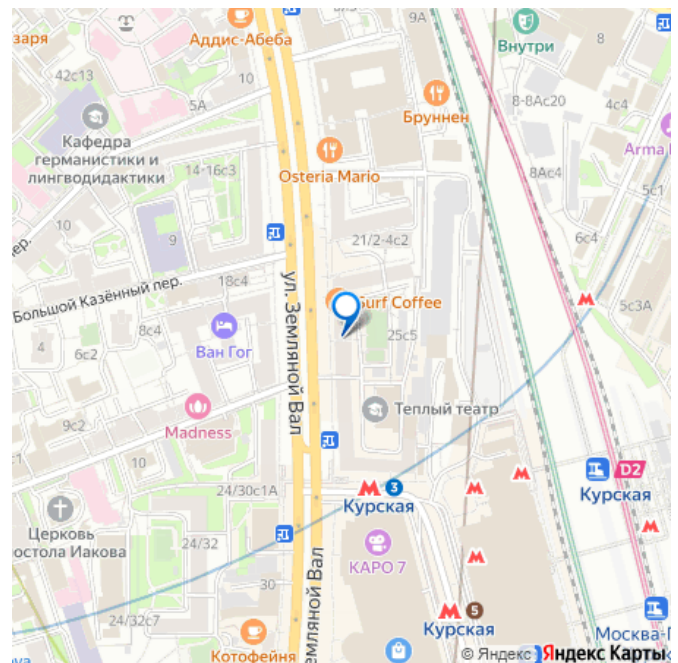 заря
Аддис-Абеба
9А
Внутри
8
42с13
10
5А
8-8Ас20
4с4
Бруннен
Кафедра
германистики и
лингводидактики
14-16с3
Osteria Mario
8Ас4
Arma
5с1
10
9
21/2-4с2
6с4
пер.
Большой Казённый пер.
18с4
ул. Земляной Вал
Surf Coffee
5с3А
8с4
4
6с2
Ван Гог
25с5
9с2
Madness
Теплый театр
10
D2
Курская
24/30с1А
3
Курская
Церковь
остола Иакова
24/32
КАРО 7
30
Земляной Вал
24/32с7
5
Курская
Москва-
Котофейня
© Яндекс
Яндекс Карты